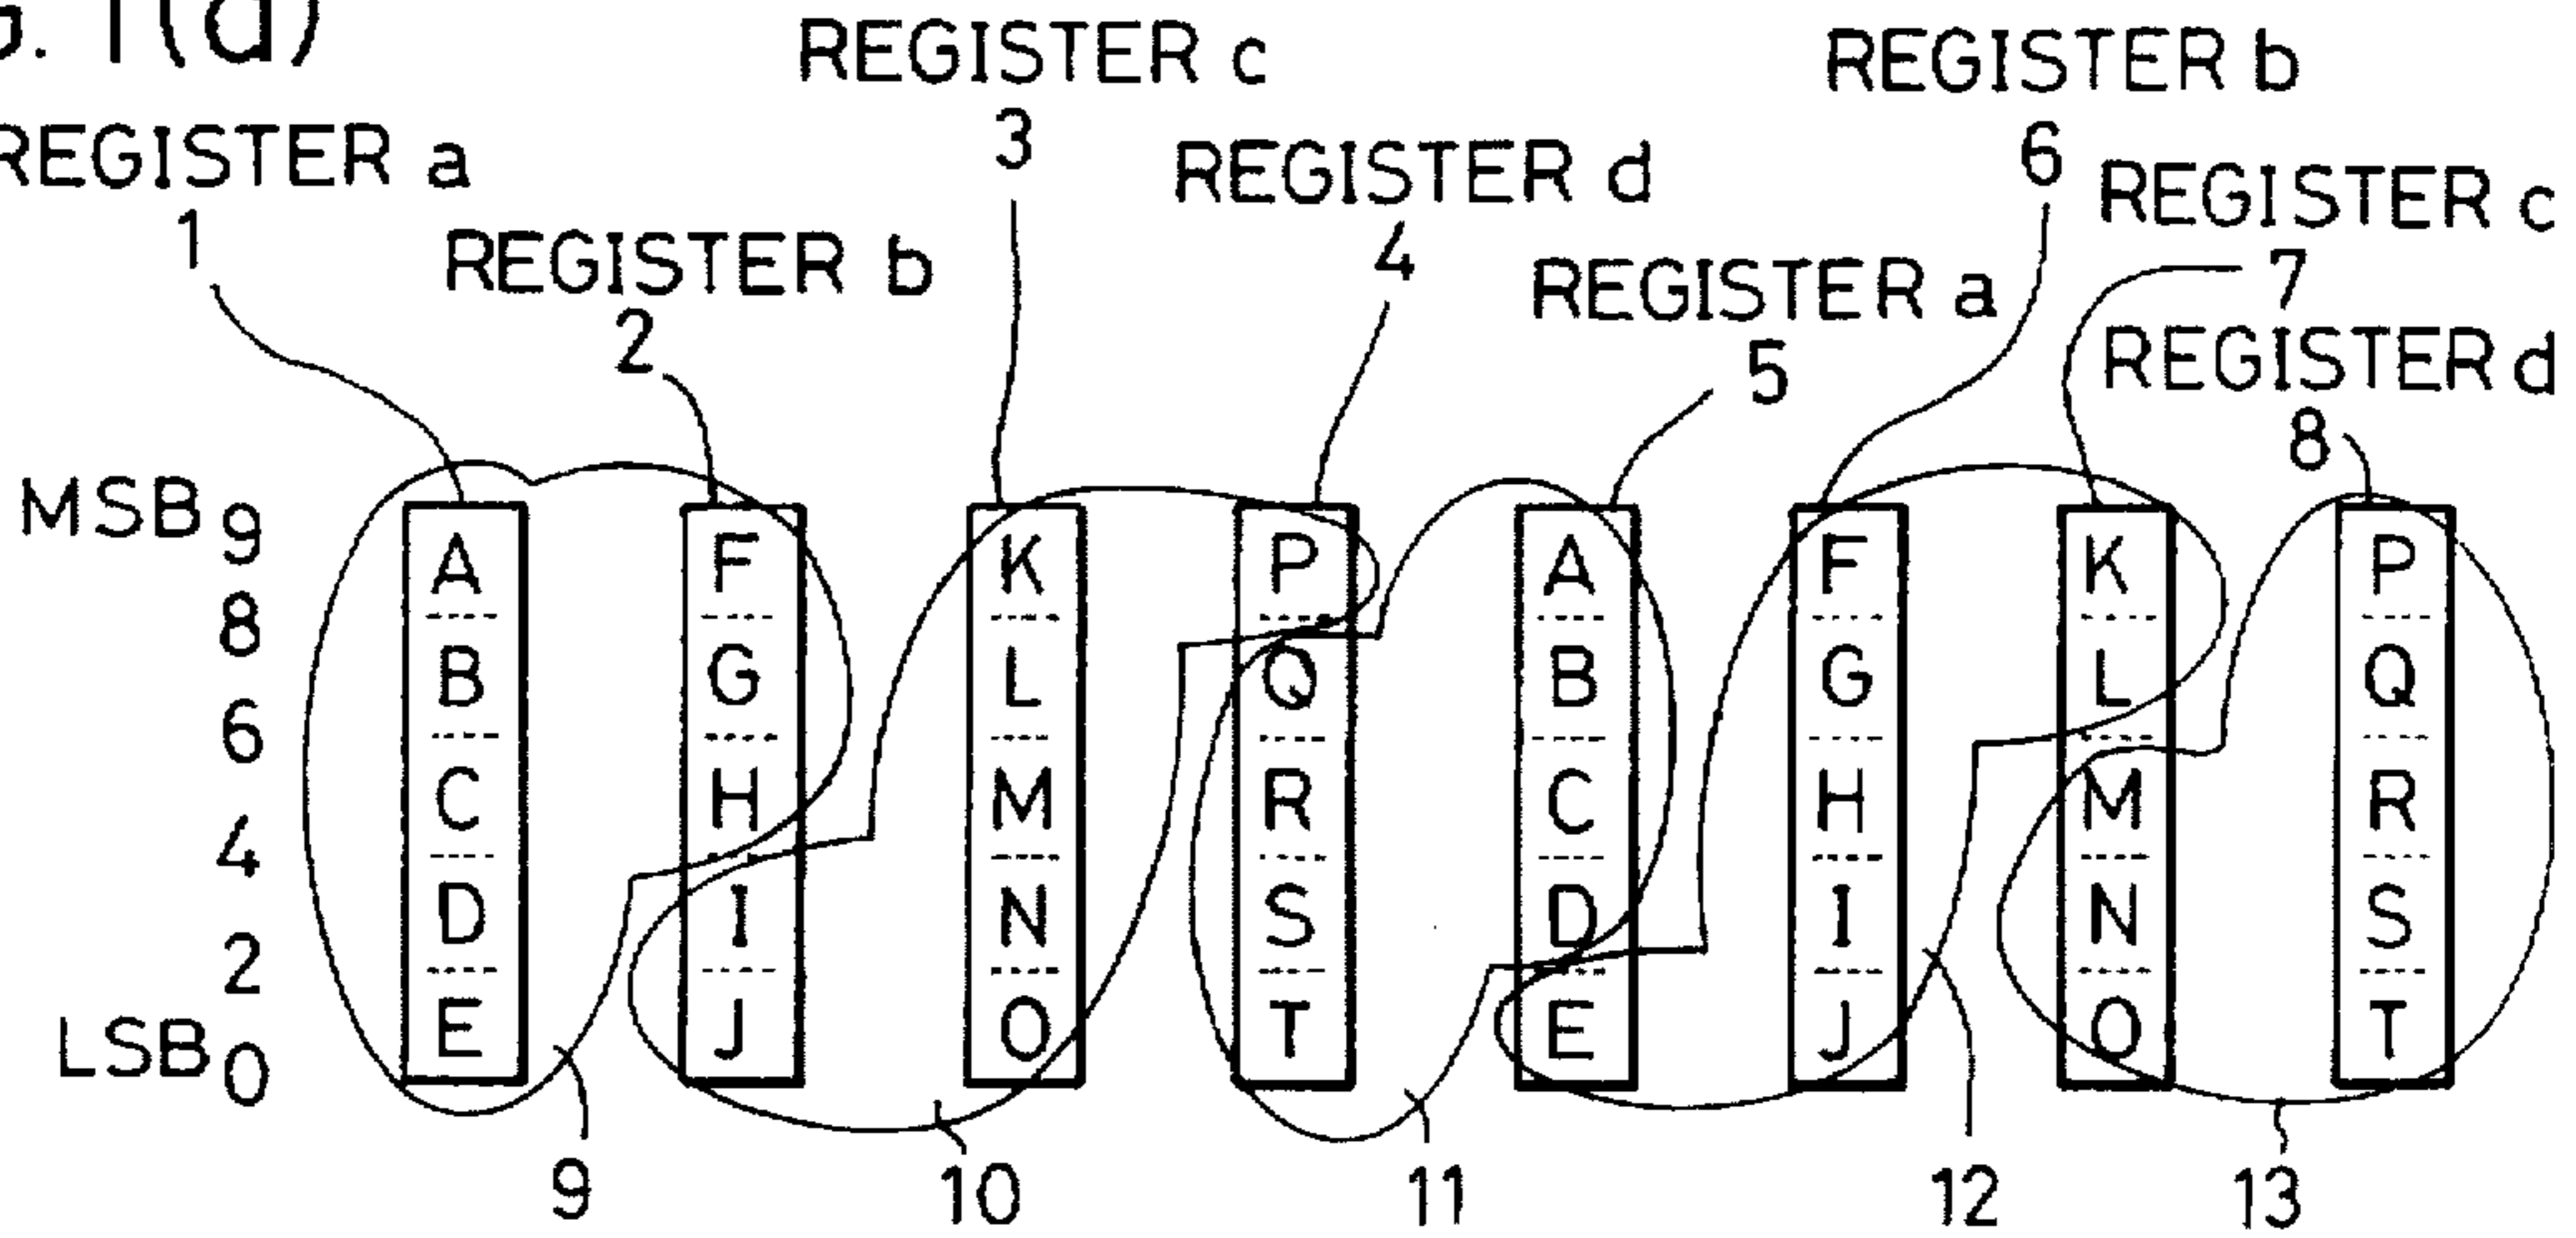 G. 1(d)
REGISTER a
1
REGISTER b
2
REGISTER c
3
REGISTER d
4
REGISTER a
5
REGISTER b
6
REGISTER c
7
REGISTER d
8
MSB 9 A F K P A F K P
8
B G L Q B G L Q
6
C H M R C H M R
4
D I N S D I N S
2
E J O T E J O T
LSB 0
9 10 11 12 13